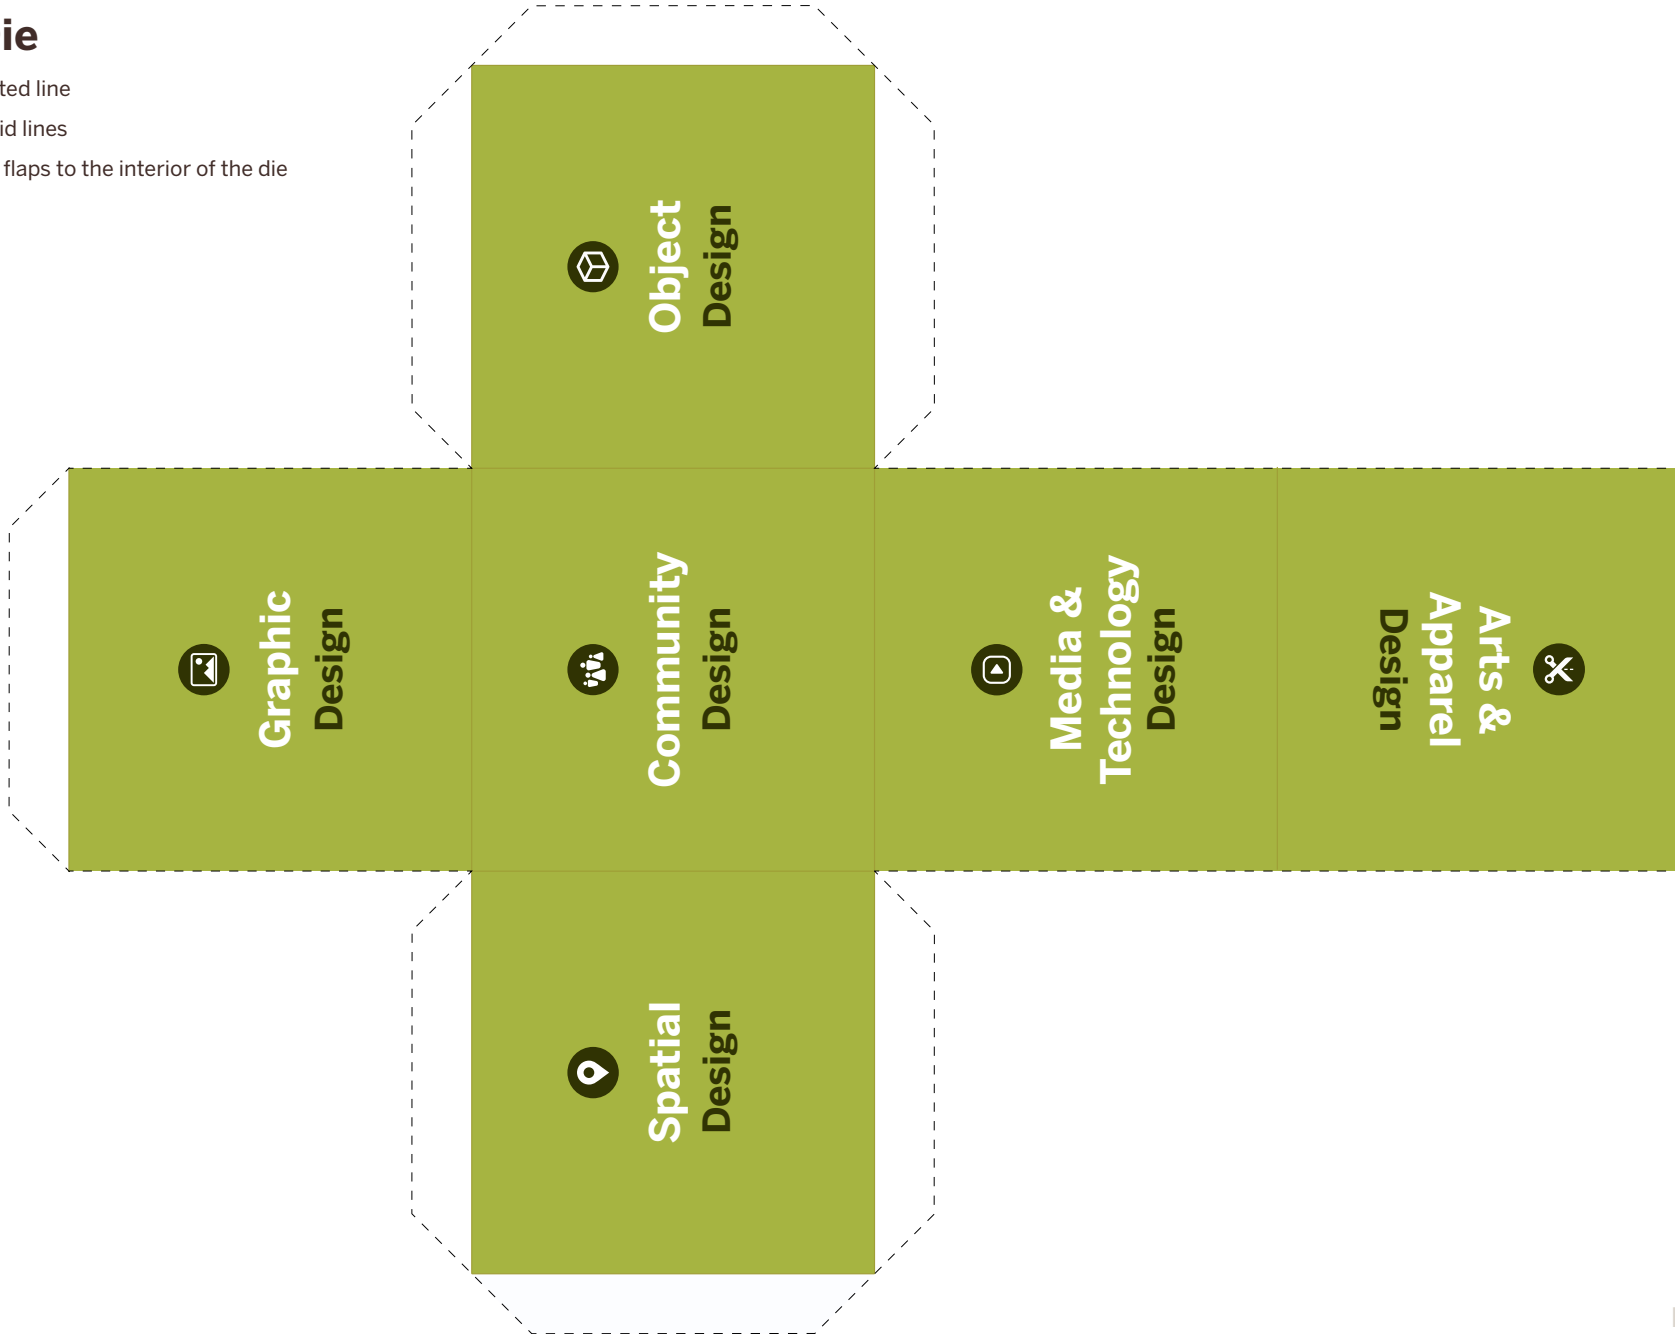 ie
ted line
id lines
flaps to the interior of the die
Object
Design
Graphic
Design
Community
Design
Media &
Technology
Design
Arts &
Apparel
Design
Spatial
Design